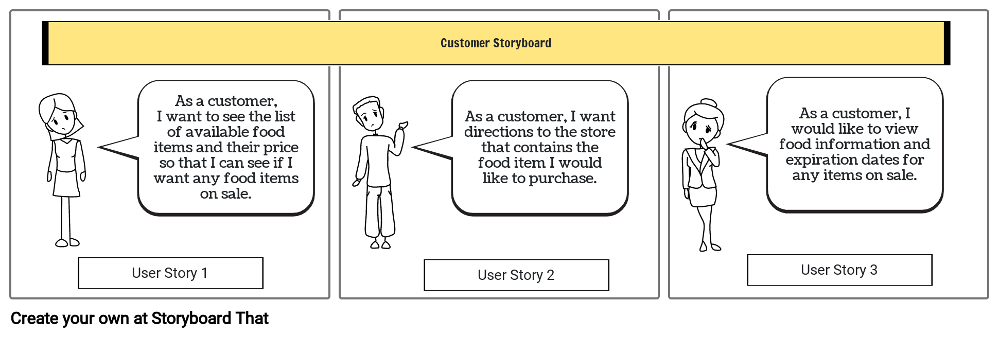 Customer Storyboard
As a customer,
I want to see the list
of available food
items and their price
so that I can see if I
want any food items
on sale.
User Story 1
As a customer, I want
directions to the store
that contains the
food item I would
like to purchase.
User Story 2
As a customer, I
would like to view
food information and
expiration dates for
any items on sale.
User Story 3
Create your own at Storyboard That